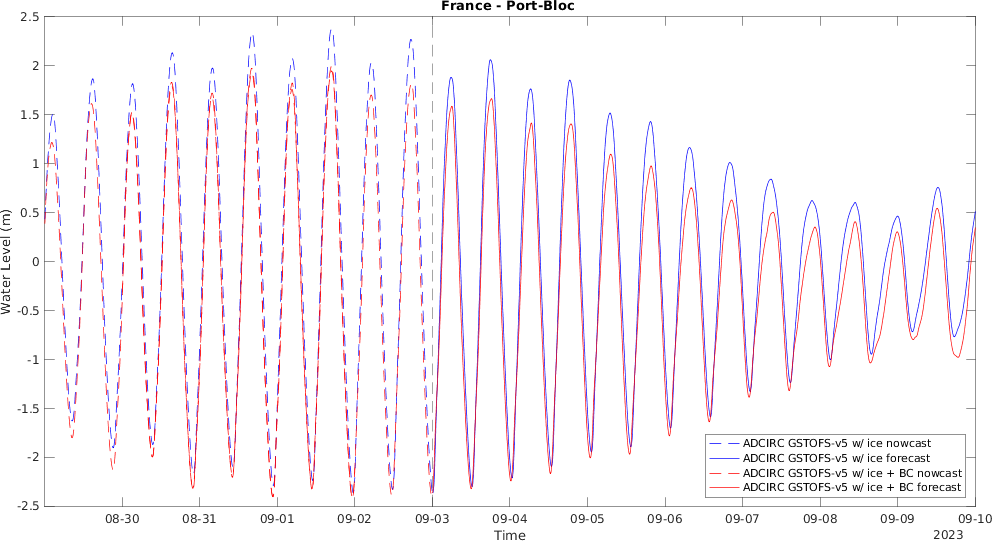 France - Port-Bloc
2.5
2
1.5
1
0.5
0
-0.5
-1
-1.5
-2
-2.5
Water Level (m)
ADCIRC GSTOFS-v5 w/ ice nowcast
ADCIRC GSTOFS-v5 w/ ice forecast
ADCIRC GSTOFS-v5 w/ ice + BC nowcast
ADCIRC GSTOFS-v5 w/ ice + BC forecast
08-30 08-31 09-01 09-02 09-03 09-04 09-05 09-06 09-07 09-08 09-09 09-10
Time
2023